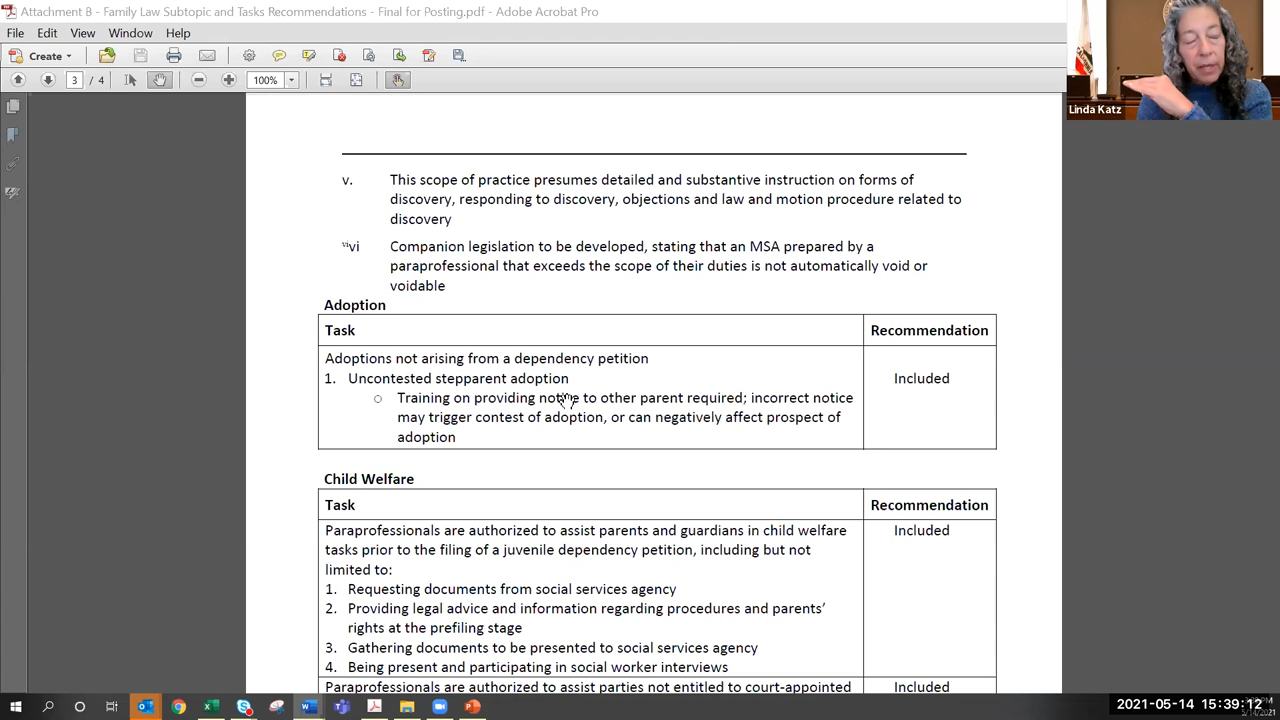 Attachment B - Family Law Subtopic and Tasks Recommendations - Final for Posting.pdf - Adobe Acrobat Pro
File Edit View Window Help
Create
3 / 4 100%
Linda Katz
v. This scope of practice presumes detailed and substantive instruction on forms of
discovery, responding to discovery, objections and law and motion procedure related to
discovery
vivi Companion legislation to be developed, stating that an MSA prepared by a
paraprofessional that exceeds the scope of their duties is not automatically void or
voidable
Adoption
Task Recommendation
Adoptions not arising from a dependency petition
1. Uncontested stepparent adoption Included
○ Training on providing notice to other parent required; incorrect notice
may trigger contest of adoption, or can negatively affect prospect of
adoption
Child Welfare
Task Recommendation
Paraprofessionals are authorized to assist parents and guardians in child welfare Included
tasks prior to the filing of a juvenile dependency petition, including but not
limited to:
1. Requesting documents from social services agency
2. Providing legal advice and information regarding procedures and parents’
rights at the prefiling stage
3. Gathering documents to be presented to social services agency
4. Being present and participating in social worker interviews
Paraprofessionals are authorized to assist parties not entitled to court-appointed Included
2021-05-14 15:39:12